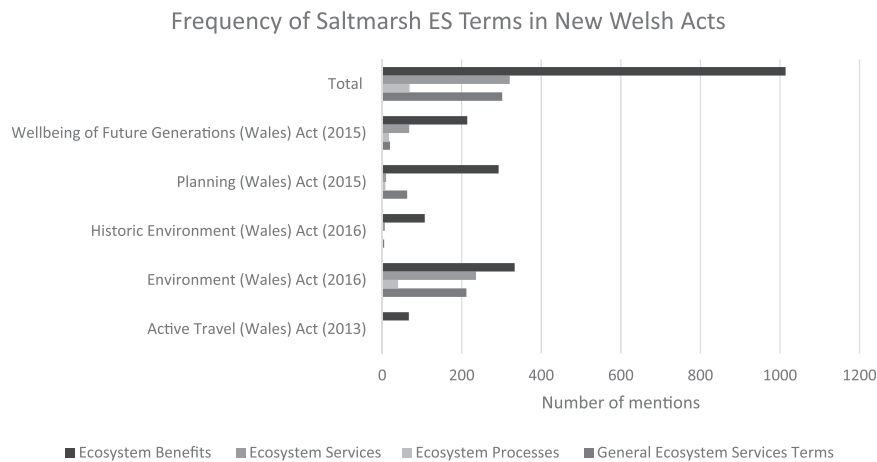 Frequency of Saltmarsh ES Terms in New Welsh Acts
Total
Wellbeing of Future Generations (Wales) Act (2015)
Planning (Wales) Act (2015)
Historic Environment (Wales) Act (2016)
Environment (Wales) Act (2016)
Active Travel (Wales) Act (2013)
0 200 400 600 800 1000 1200
Number of mentions
Ecosystem Benefits Ecosystem Services Ecosystem Processes General Ecosystem Services Terms